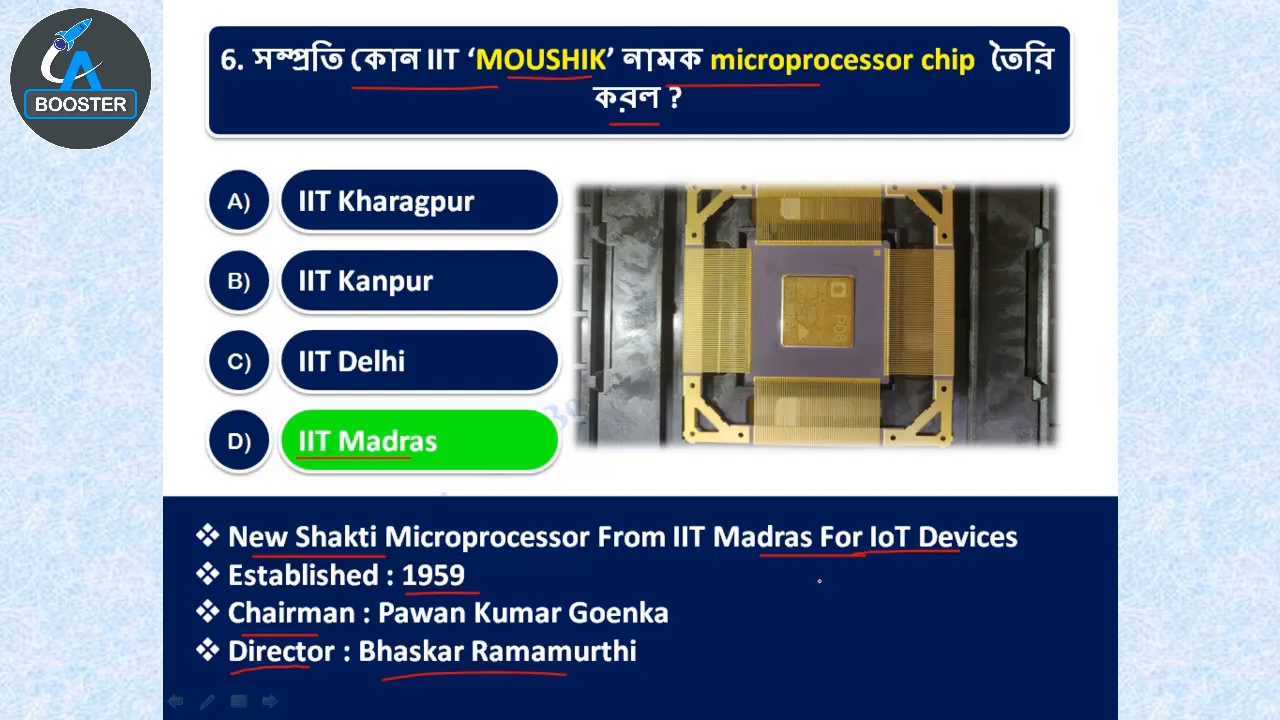 CA
BOOSTER
6. সম্প্রতি কোন IIT ‘MOUSHIK’ নামক microprocessor chip তৈরি
করল ?
A) IIT Kharagpur
B) IIT Kanpur
C) IIT Delhi
D) IIT Madras
❖ New Shakti Microprocessor From IIT Madras For IoT Devices
❖ Established : 1959
❖ Chairman : Pawan Kumar Goenka
❖ Director : Bhaskar Ramamurthi